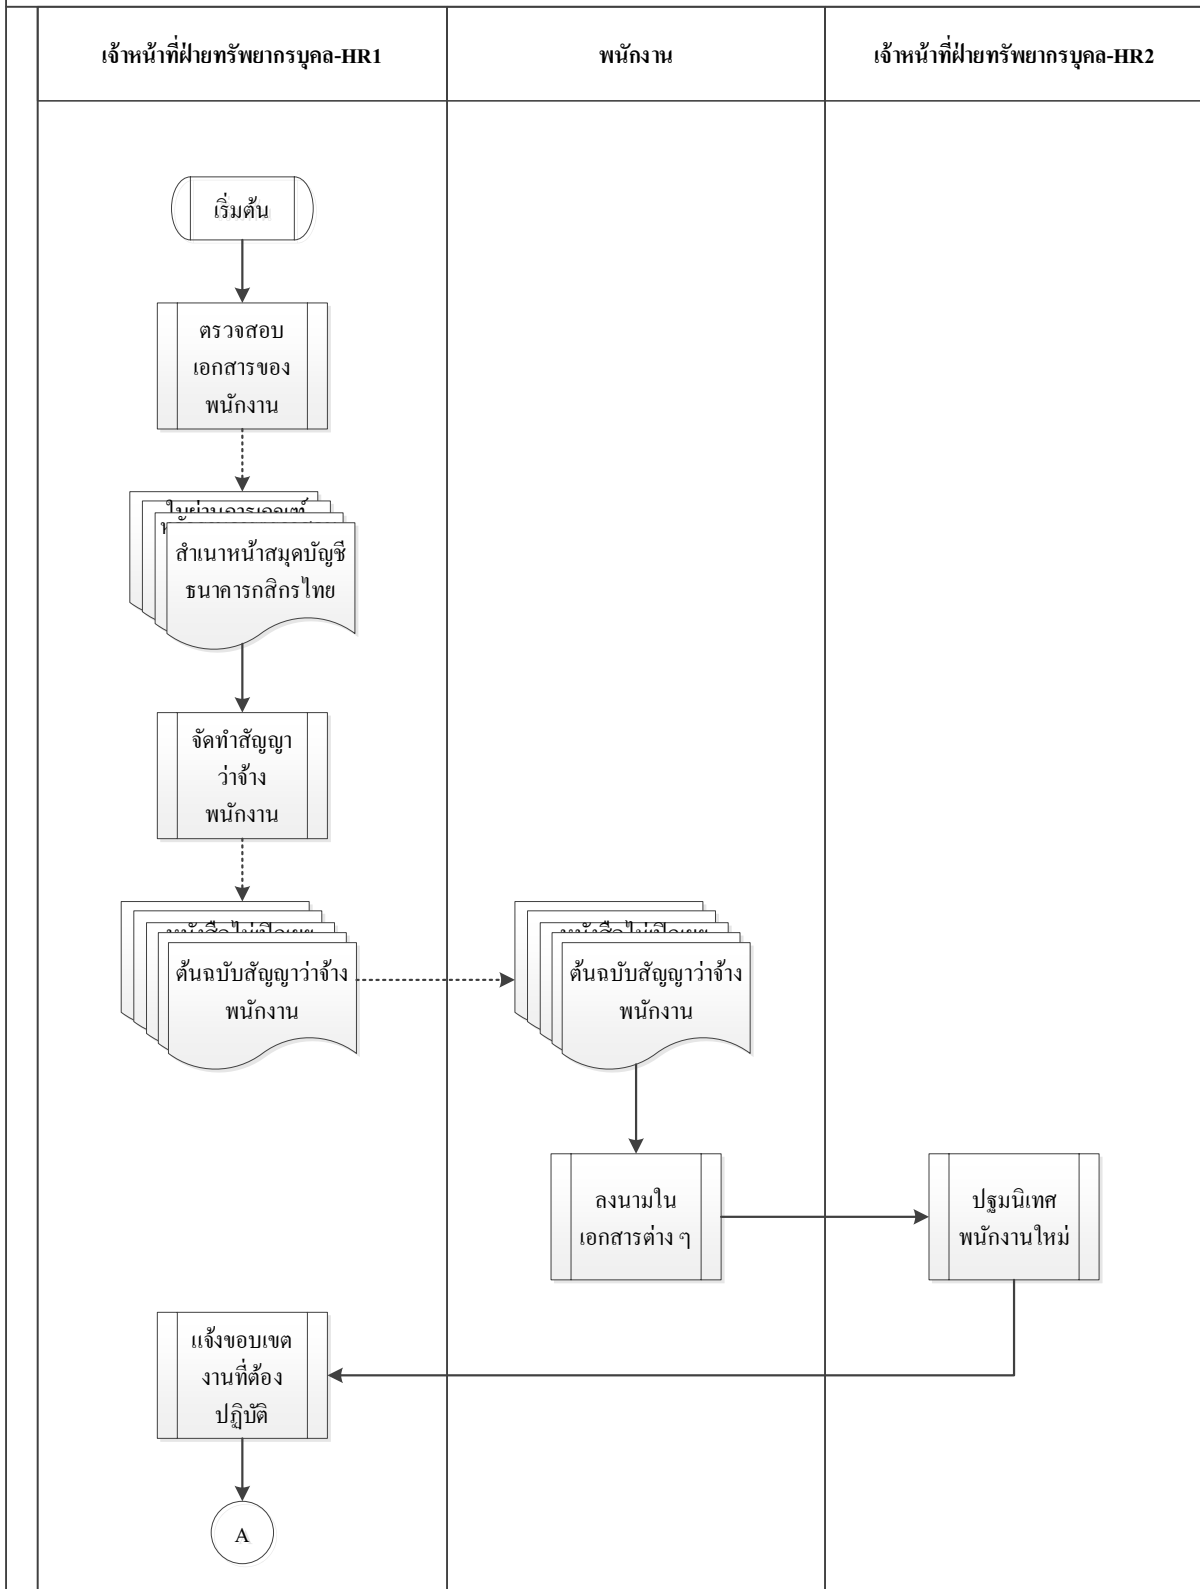 เจ้าหน้าที่ฝ่ายทรัพยากรบุคคล-HR1
พนักงาน
เจ้าหน้าที่ฝ่ายทรัพยากรบุคคล-HR2
เริ่มต้น
ตรวจสอบ
เอกสารของ
พนักงาน
สำเนาหน้าสมุดบัญชี
ธนาคารกสิกรไทย
จัดทำสัญญา
ว่าจ้าง
พนักงาน
ต้นฉบับสัญญาว่าจ้าง
พนักงาน
ต้นฉบับสัญญาว่าจ้าง
พนักงาน
ลงนามใน
เอกสารต่าง ๆ
ปฐมนิเทศ
พนักงานใหม่
แจ้งขอบเขต
งานที่ต้อง
ปฏิบัติ
A